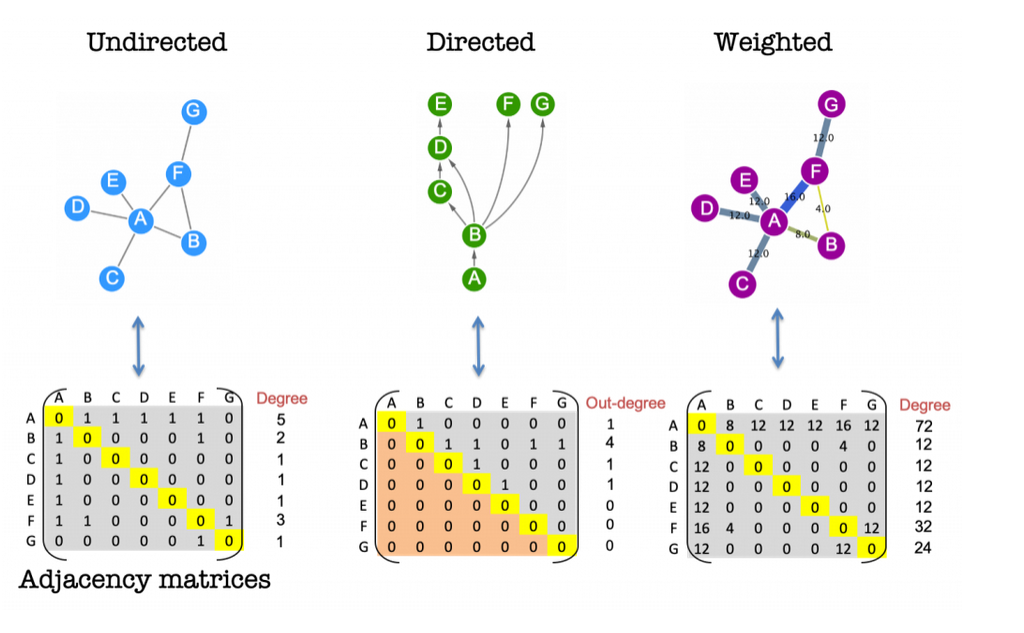 Undirected Directed Weighted
G
F
E
D
A
B
C
E F G
D
C
B
A
G
12.0
F
E
16.0
12.0
D
12.0
A
4.0
8.0
B
12.0
C
A B C D E F G Degree
A 0 1 1 1 1 1 0 5
B 1 0 0 0 0 1 0 2
C 1 0 0 0 0 0 0 1
D 1 0 0 0 0 0 0 1
E 1 0 0 0 0 0 0 1
F 1 1 0 0 0 0 1 3
G 0 0 0 0 0 1 0 1
Adjacency matrices
A B C D E F G Out-degree
A 0 1 0 0 0 0 0 1
B 0 0 1 1 0 1 1 4
C 0 0 0 1 0 0 0 1
D 0 0 0 0 1 0 0 1
E 0 0 0 0 0 0 0 0
F 0 0 0 0 0 0 0 0
G 0 0 0 0 0 0 0 0
A B C D E F G Degree
A 0 8 12 12 12 16 12 72
B 8 0 0 0 0 4 0 12
C 12 0 0 0 0 0 0 12
D 12 0 0 0 0 0 0 12
E 12 0 0 0 0 0 0 12
F 16 4 0 0 0 0 12 32
G 12 0 0 0 0 12 0 24